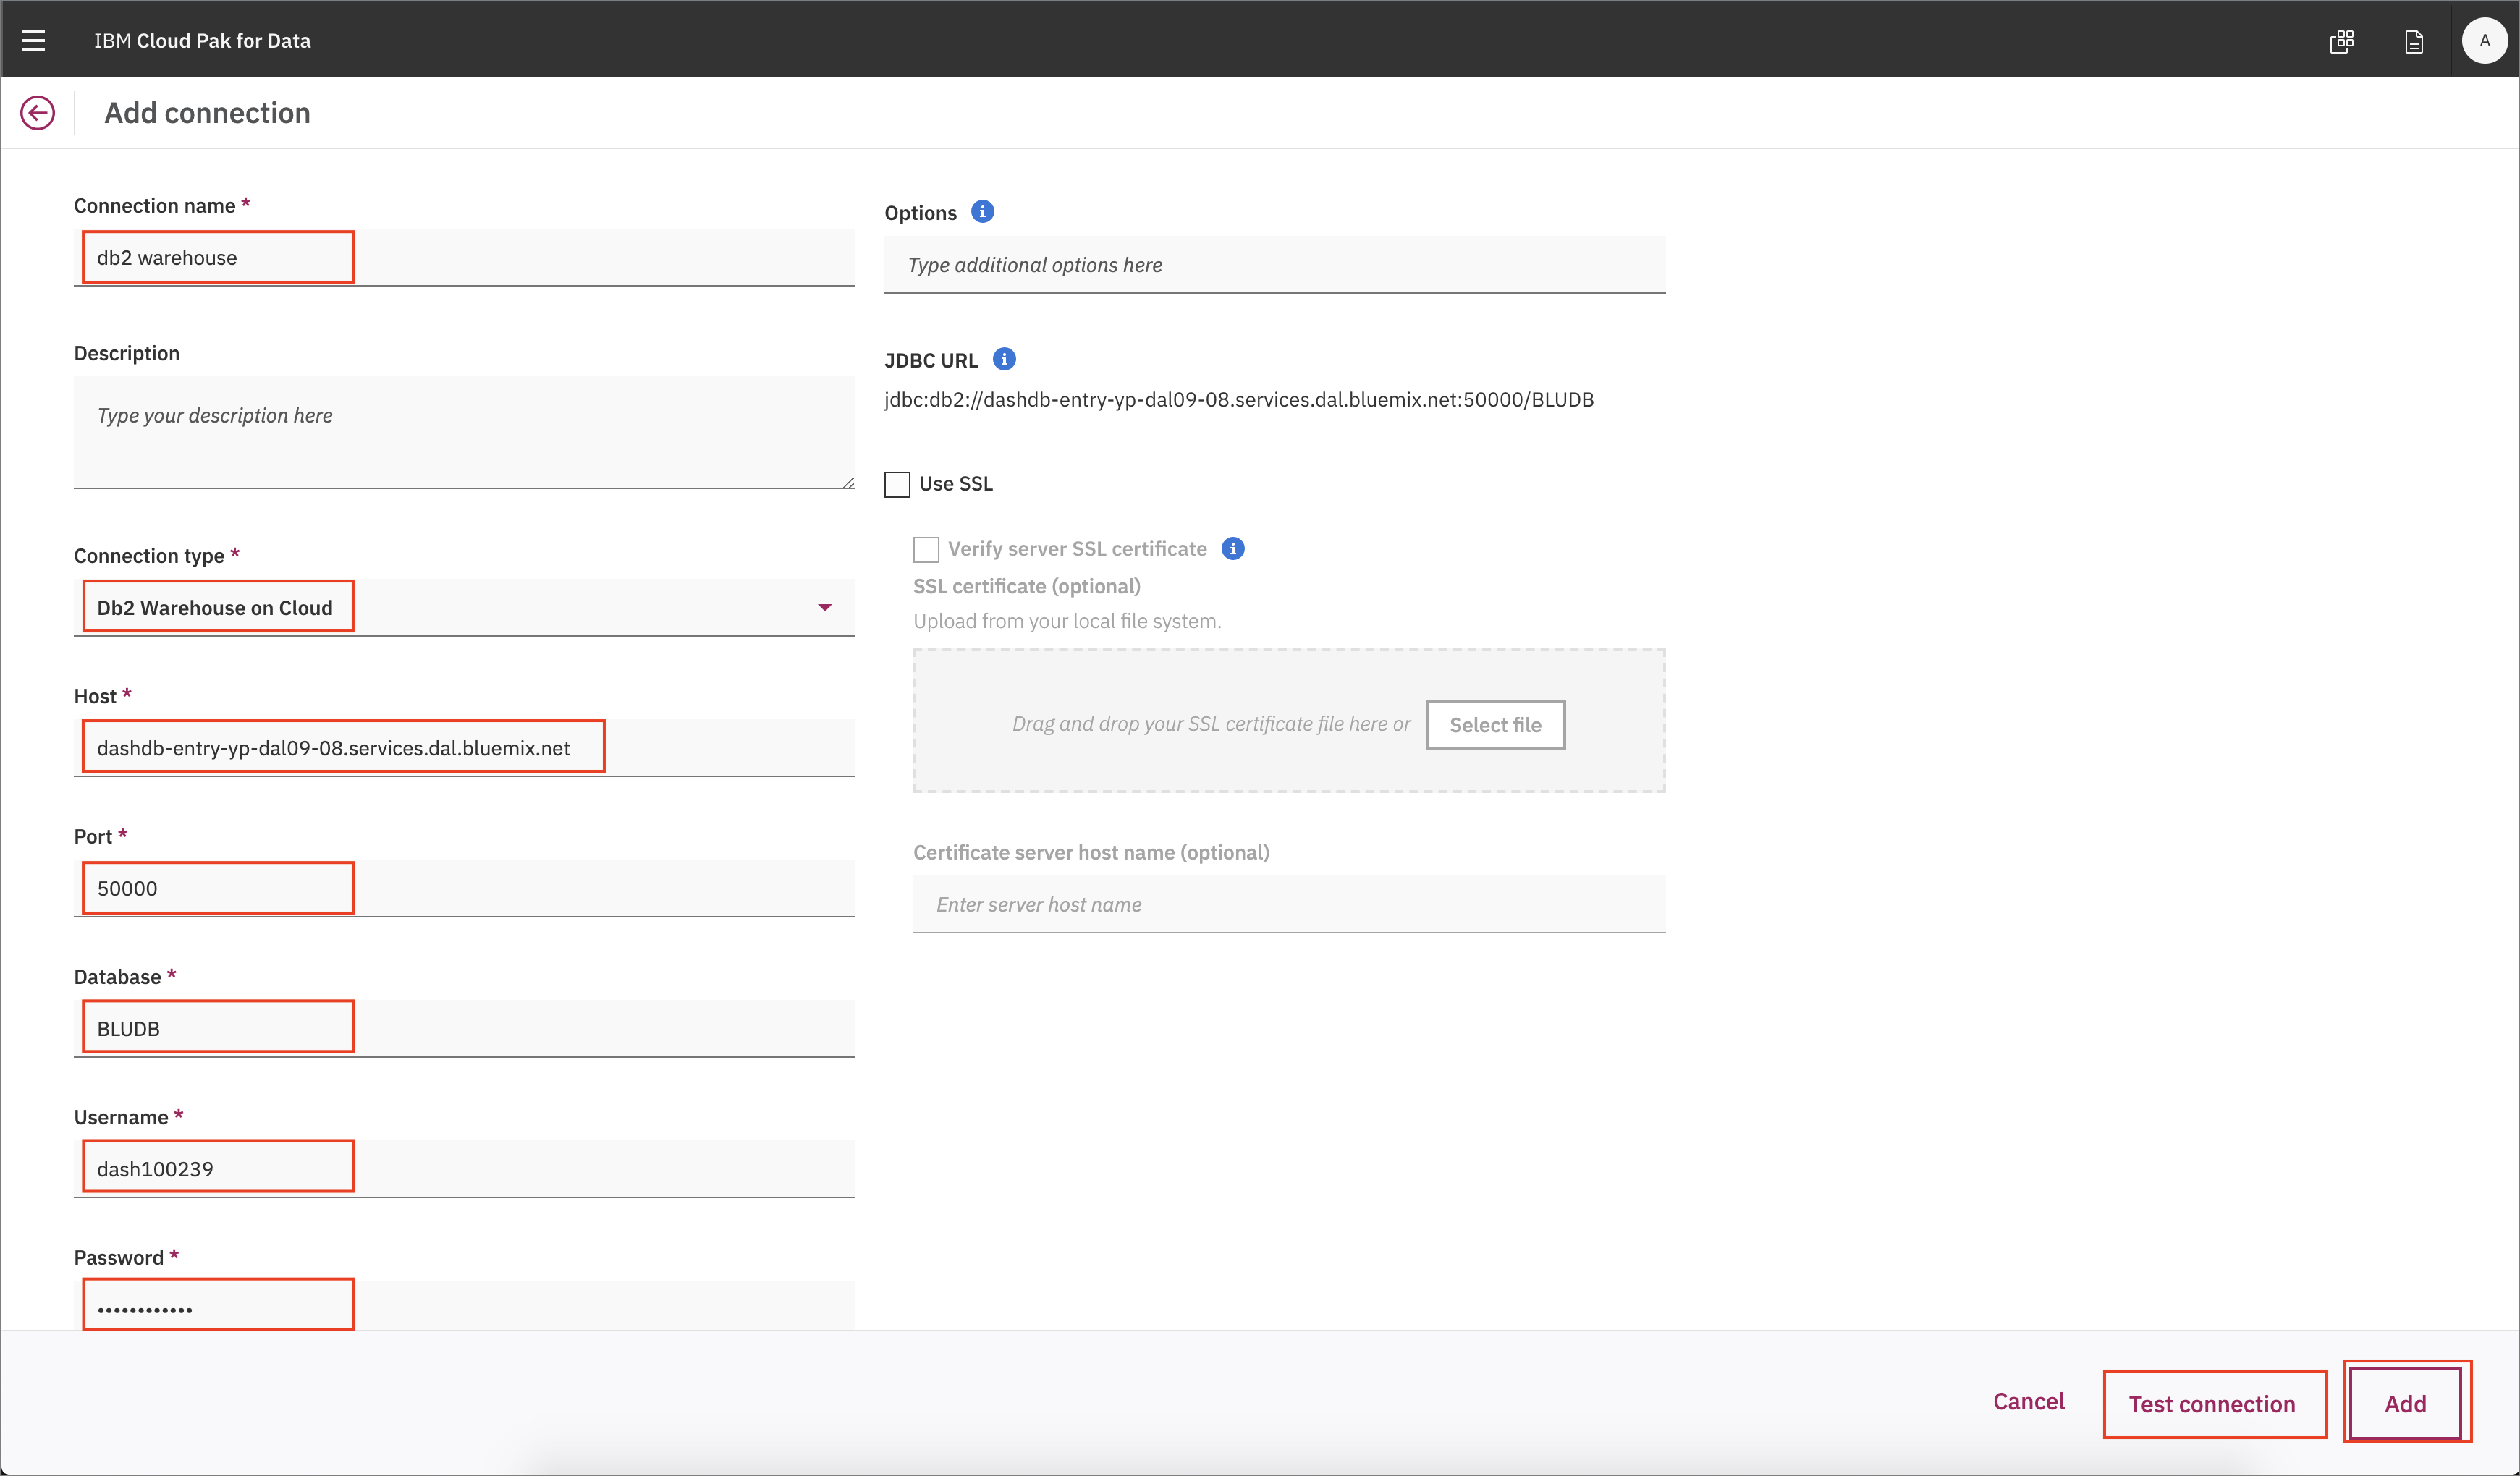 IBM Cloud Pak for Data
A
Add connection
Connection name *
db2 warehouse
Description
Type your description here
Connection type *
Db2 Warehouse on Cloud
Host *
dashdb-entry-yp-dal09-08.services.dal.bluemix.net
Port *
50000
Database *
BLUDB
Username *
dash100239
Password *
••••••••••••
Options
Type additional options here
JDBC URL
jdbc:db2://dashdb-entry-yp-dal09-08.services.dal.bluemix.net:50000/BLUDB
Use SSL
Verify server SSL certificate
SSL certificate (optional)
Upload from your local file system.
Drag and drop your SSL certificate file here or Select file
Certificate server host name (optional)
Enter server host name
Cancel Test connection Add